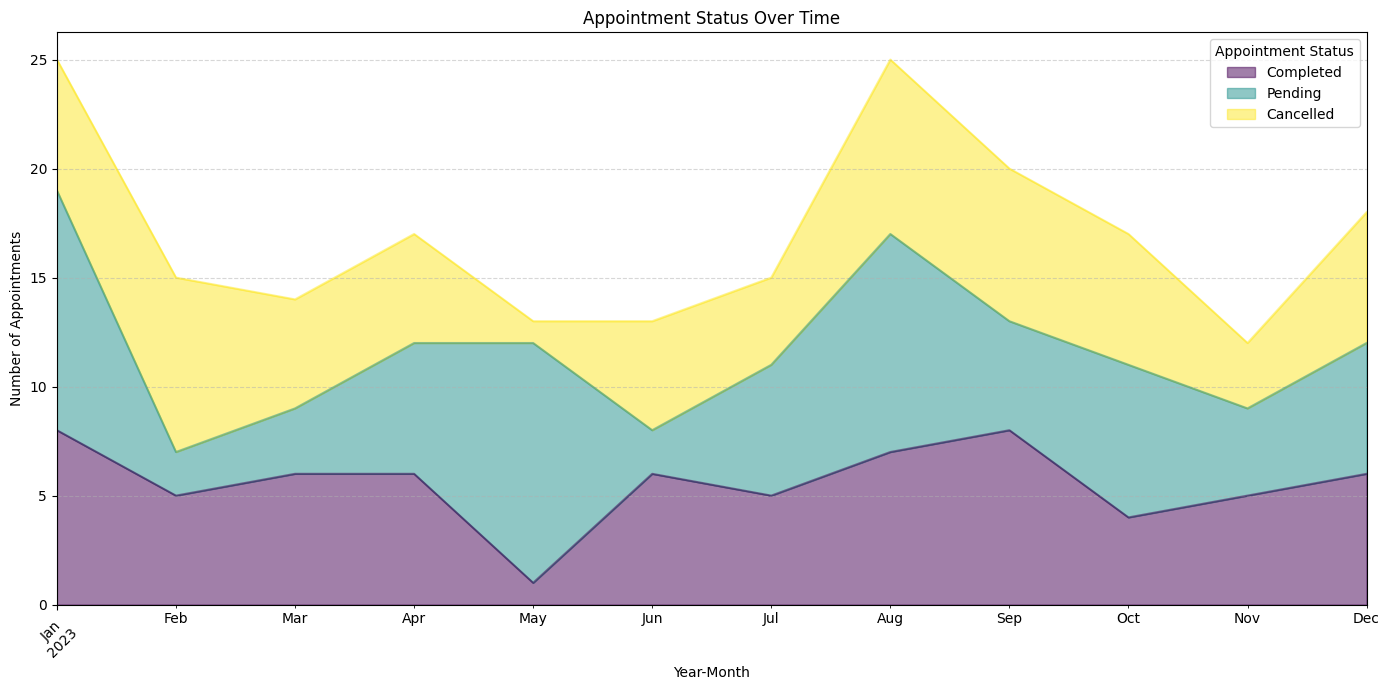 Appointment Status Over Time
Appointment Status
Completed
Pending
Cancelled
Number of Appointments
25
20
15
10
5
0
Jan
2023
Feb
Mar
Apr
May
Jun
Jul
Aug
Sep
Oct
Nov
Dec
Year-Month